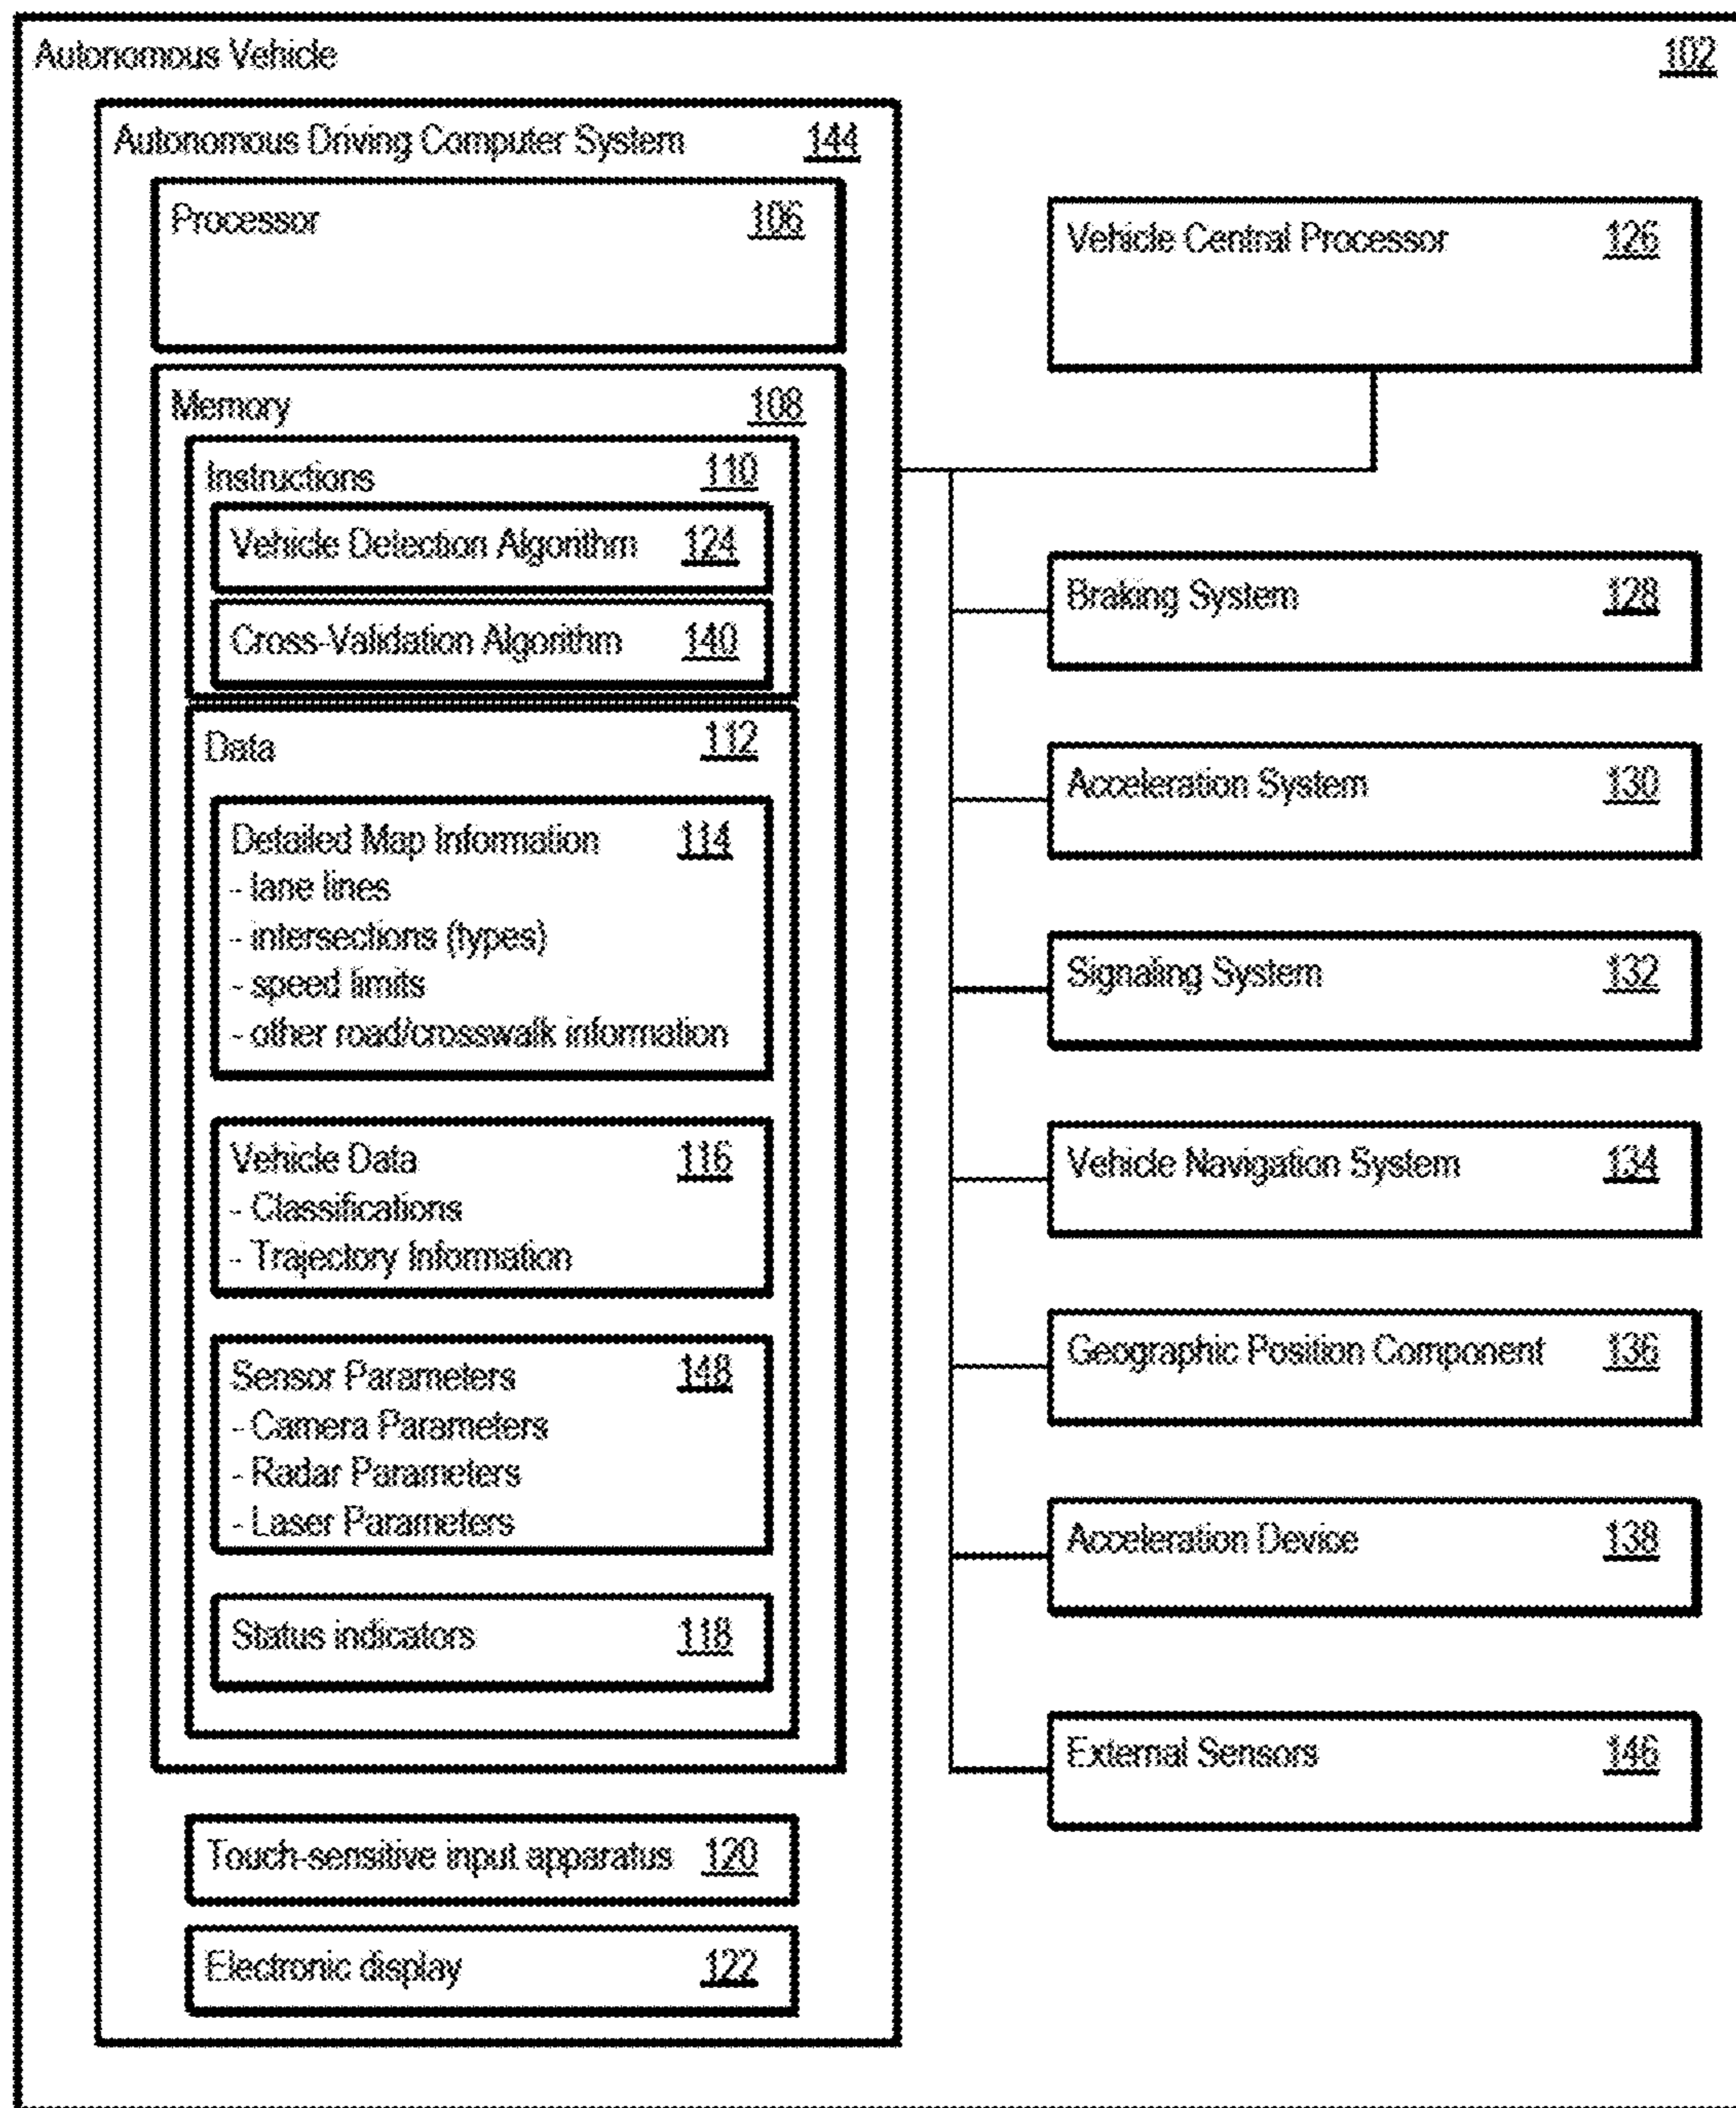 Autonomous Vehicle 102
Autonomous Driving Computer System 144
Processor 106
Memory 108
Instructions 110
Vehicle Detection Algorithm 124
Cross-Validation Algorithm 140
Data 112
Detailed Map Information 114
- lane lines
- intersections (types)
- speed limits
- other road/crosswalk information
Vehicle Data 116
- Classifications
- Trajectory Information
Sensor Parameters 148
- Camera Parameters
- Radar Parameters
- Laser Parameters
Status indicators 118
Touch-sensitive input apparatus 120
Electronic display 122
Vehicle Central Processor 126
Braking System 128
Acceleration System 130
Signaling System 132
Vehicle Navigation System 134
Geographic Position Component 136
Acceleration Device 138
External Sensors 146